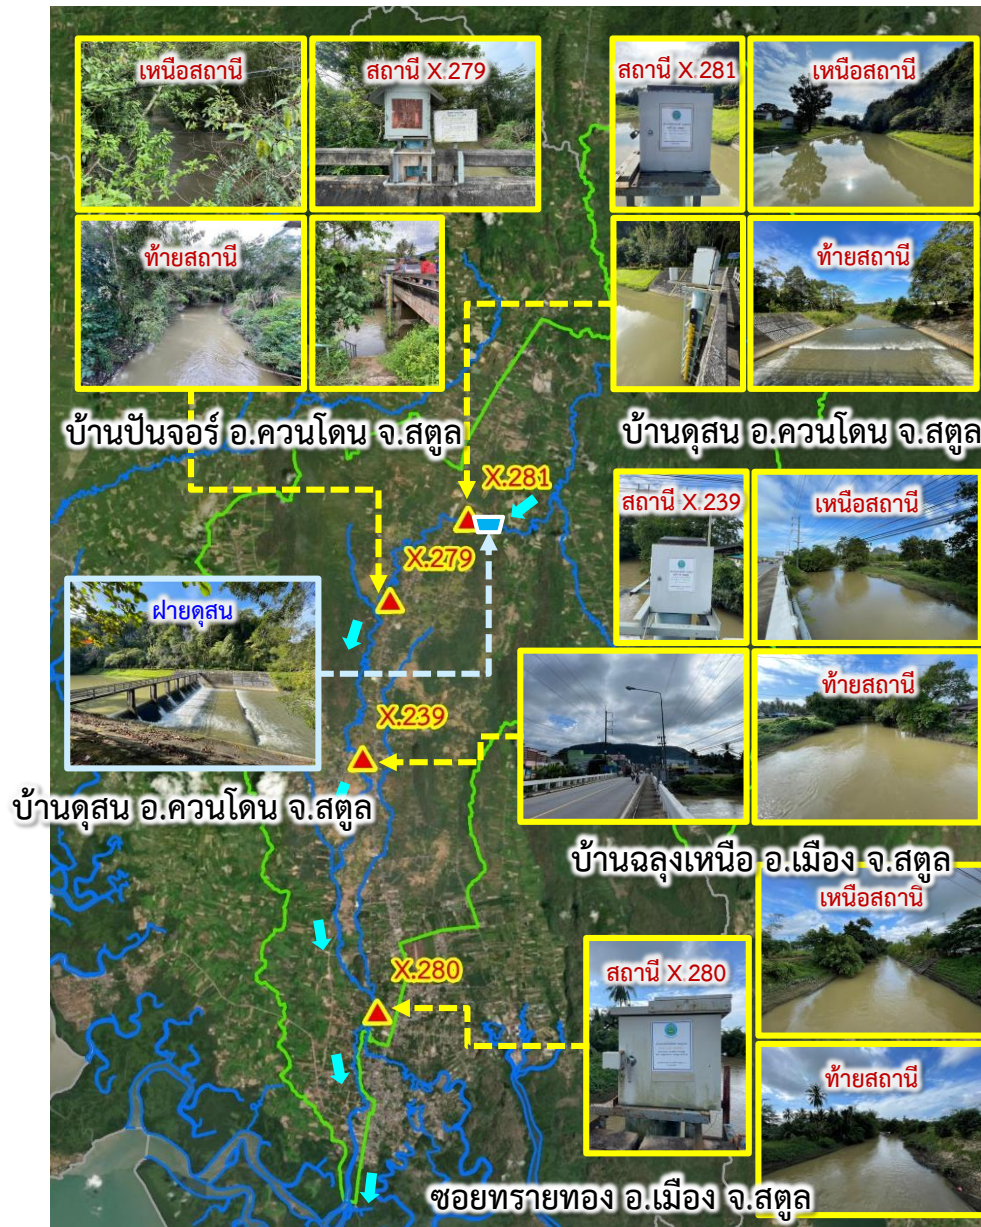 เหนือสถานี
สถานี X.279
สถานี X.281
เหนือสถานี
ท้ายสถานี
ท้ายสถานี
บ้านปันจอร์ อ.ควนโดน จ.สตูล
บ้านดุสน อ.ควนโดน จ.สตูล
X.281
สถานี X.239
เหนือสถานี
X.279
ฝายดุสน
ท้ายสถานี
X.239
บ้านดุสน อ.ควนโดน จ.สตูล
บ้านฉลุงเหนือ อ.เมือง จ.สตูล
เหนือสถานี
X.280
สถานี X.280
ท้ายสถานี
ซอยทรายทอง อ.เมือง จ.สตูล